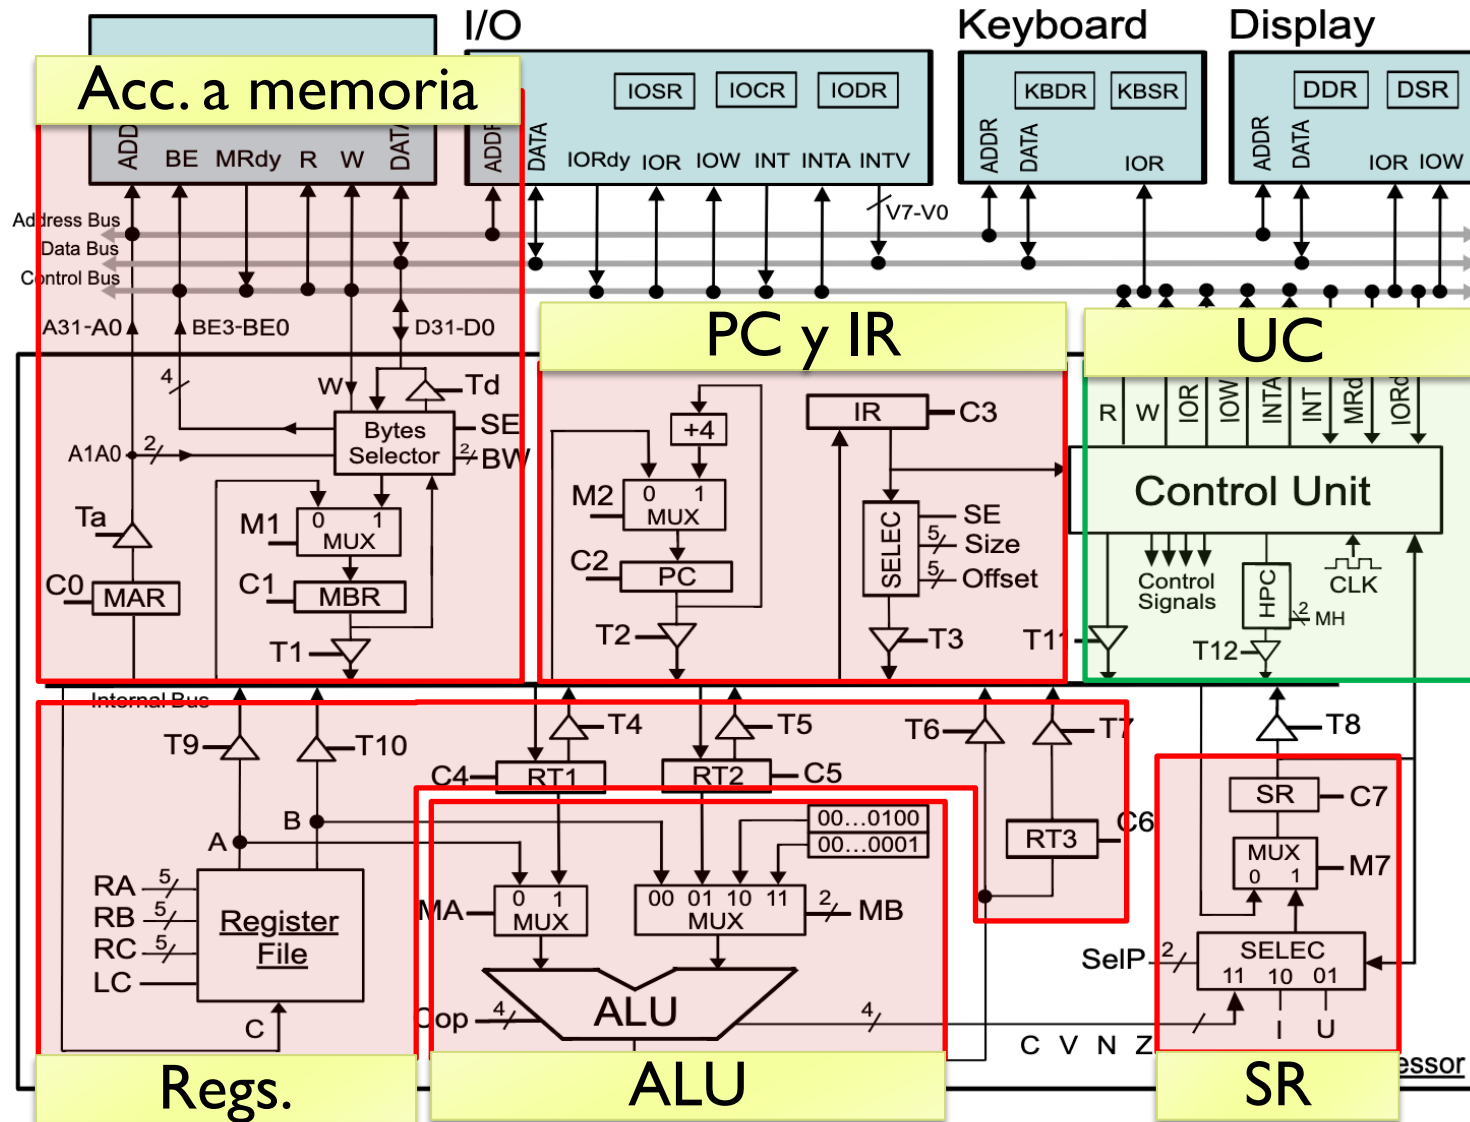 I/O
Keyboard
Display
Acc. a memoria
IOSR IOCR IODR
KBDR KBSR
DDR DSR
BE MRdy R W DATA
ADDR DATA IORdy IOR IOW INT INTA INTV
ADDR DATA IOR
ADDR DATA IOR IOW
V7-V0
Address Bus
Data Bus
Control Bus
A31-A0 BE3-BE0 D31-D0
PC y IR
UC
4
W
Td
SE
Bytes
Selector
2
BW
A1A0
2
Ta
M1
0 1
MUX
C0
MAR
C1
MBR
T1
+4
M2
0 1
MUX
C2
PC
T2
IR
C3
SELEC
SE
5
Size
5
Offset
T3
R W IOR IOW INTA INT
Control Unit
Control
Signals
HPC
2
MH
CLK
T11
T12
Internal Bus
T9
T10
T4
T5
T6
T7
T8
C4
RT1
RT2
C5
RT3
C6
SR
C7
00...0100
00...0001
A
B
RA
5
RB
5
RC
5
LC
Register
File
C
MA
0 1
MUX
00 01 10 11
MUX
2
MB
ALU
4
4
MUX
0 1
M7
SelP
2
SELEC
11 10 01
I U
C V N Z
Regs.
ALU
SR
essor